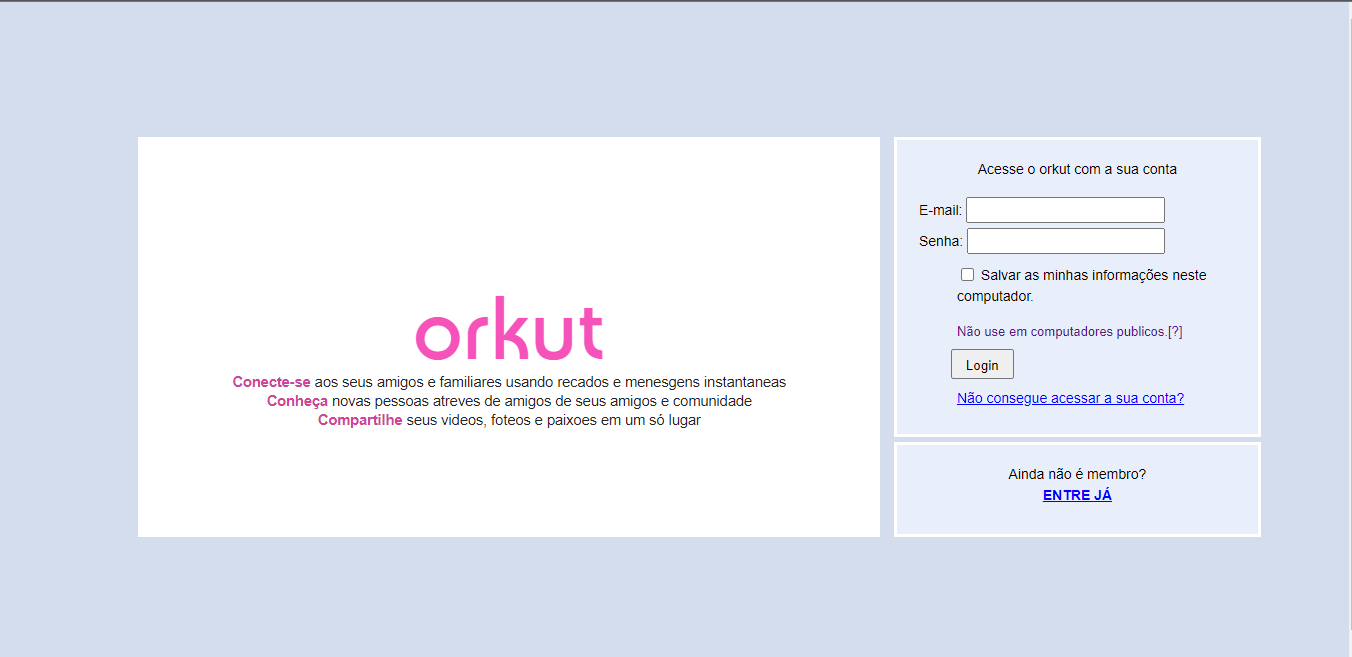 orkut
Conecte-se aos seus amigos e familiares usando recados e menesgens instantaneas
Conheça novas pessoas atreves de amigos de seus amigos e comunidade
Compartilhe seus videos, foteos e paixoes em um só lugar
Acesse o orkut com a sua conta
E-mail:
Senha:
Salvar as minhas informações neste
computador.
Não use em computadores publicos.[?]
Login
Não consegue acessar a sua conta?
Ainda não é membro?
ENTRE JÁ